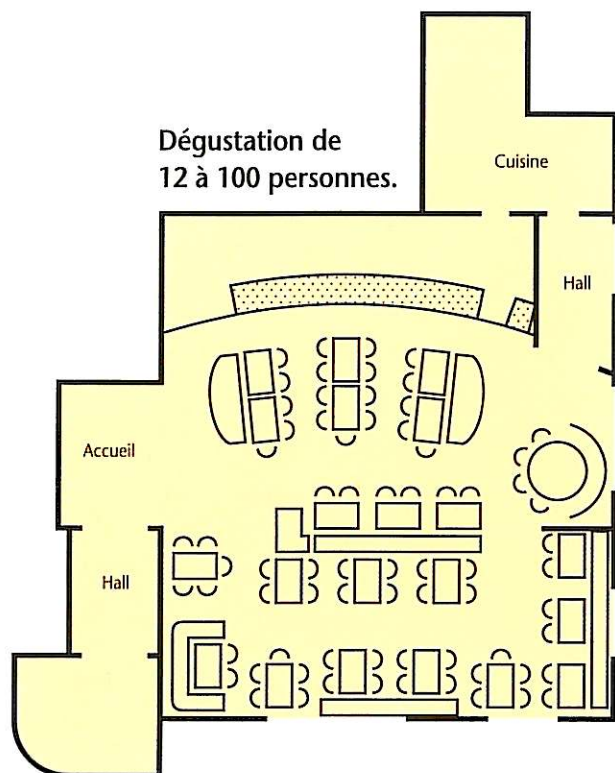 Dégustation de
12 à 100 personnes.
Cuisine
Hall
Accueil
Hall